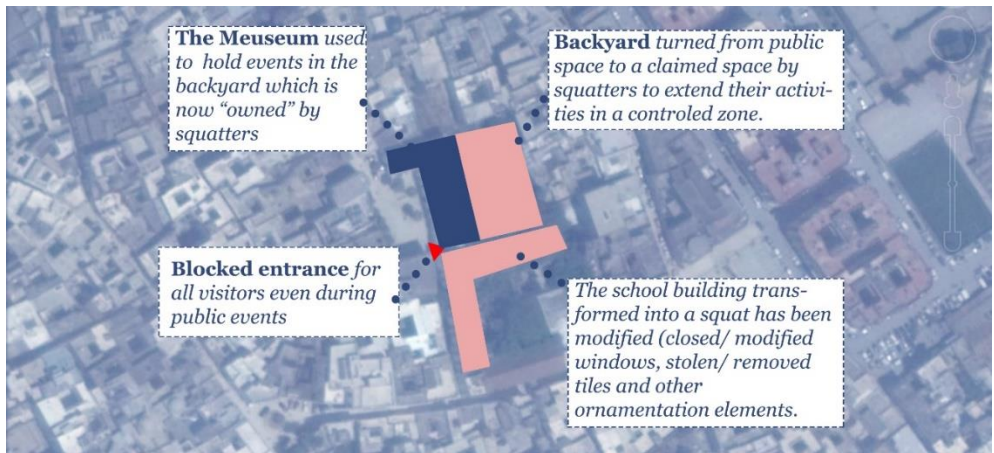 The Meuseum used
to hold events in the
backyard which is
now “owned” by
squatters
Backyard turned from public
space to a claimed space by
squatters to extend their activi-
ties in a controled zone.
Blocked entrance for
all visitors even during
public events
The school building trans-
formed into a squat has been
modified (closed/ modified
windows, stolen/ removed
tiles and other
ornamentation elements.